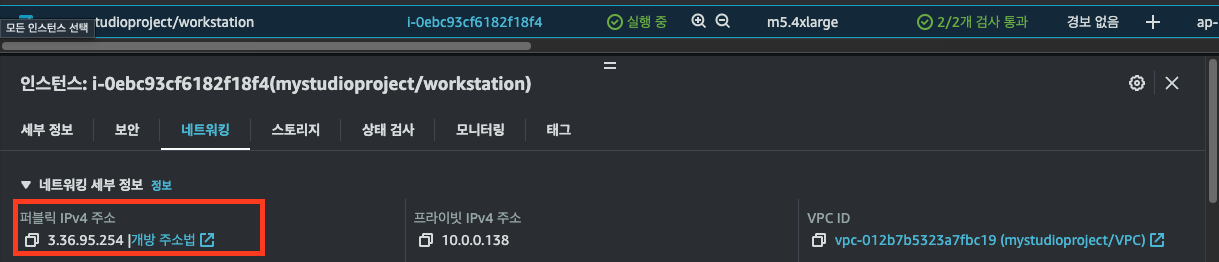 studioproject/workstation i-0ebc93cf6182f18f4 실행 중 m5.4xlarge 2/2개 검사 통과 경보 없음 ap-
모든 인스턴스 선택
인스턴스: i-0ebc93cf6182f18f4(mystudioproject/workstation)
세부 정보 보안 네트워킹 스토리지 상태 검사 모니터링 태그
▼ 네트워킹 세부 정보 정보
퍼블릭 IPv4 주소 프라이빗 IPv4 주소 VPC ID
3.36.95.254 |개방 주소법 10.0.0.138 vpc-012b7b5323a7fbc19 (mystudioproject/VPC)